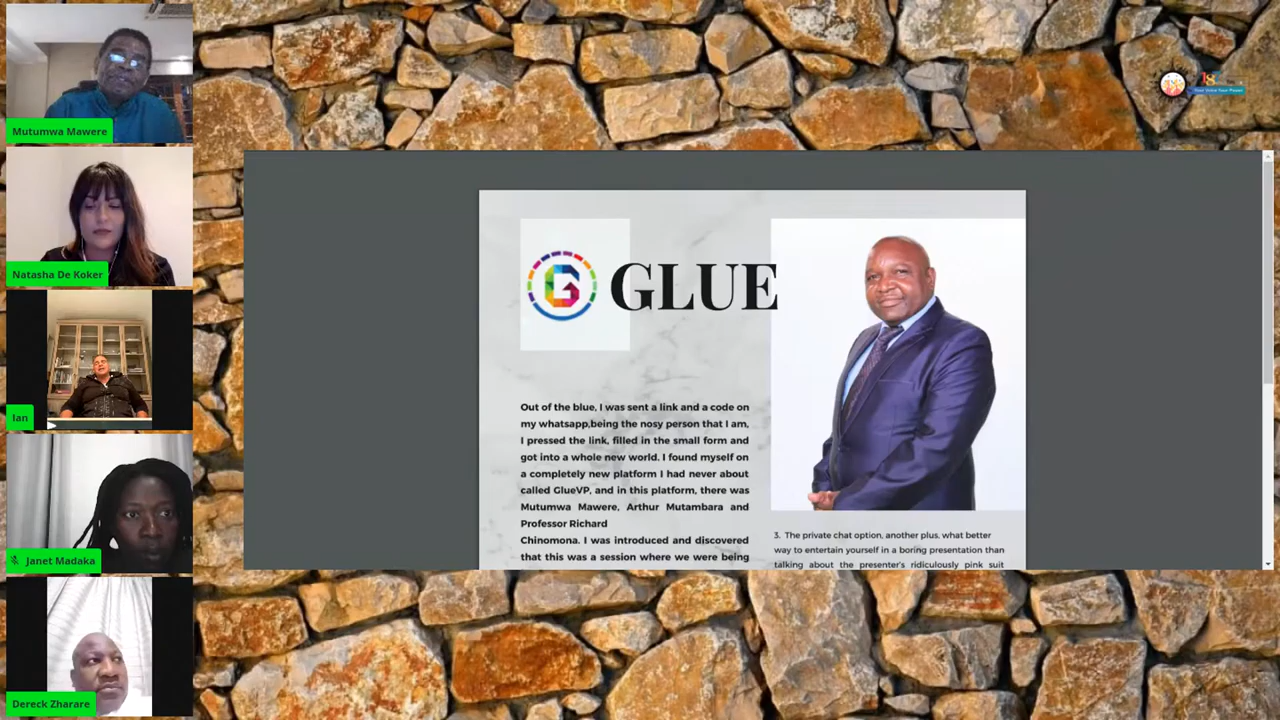 Mutumwa Mawere
Natasha De Koker
Ian
Janet Madaka
Dereck Zharare
18
Your Voice Your Power
G
GLUE
Out of the blue, I was sent a link and a code on
my whatsapp,being the nosy person that I am,
I pressed the link, filled in the small form and
got into a whole new world. I found myself on
a completely new platform I had never about
called GlueVP, and in this platform, there was
Mutumwa Mawere, Arthur Mutambara and
Professor Richard
Chinomona. I was introduced and discovered
that this was a session where we were being
3. The private chat option, another plus, what better
way to entertain yourself in a boring presentation than
talking about the presenter's ridiculously pink suit